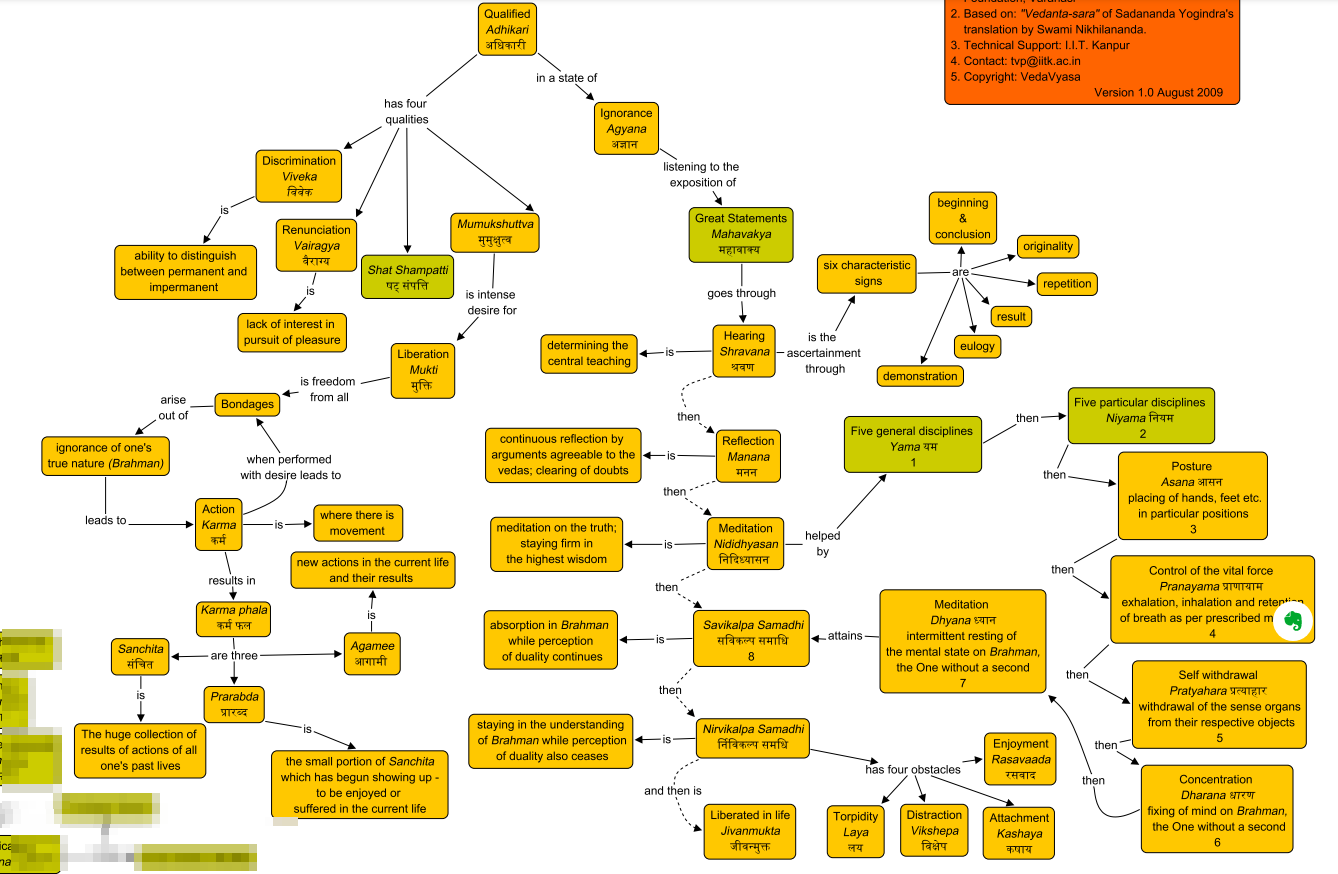 Qualified
Adhikari
अधिकारी
in a state of
has four
qualities
Ignorance
Agyana
अज्ञान
listening to the
exposition of
2. Based on: "Vedanta-sara" of Sadananda Yogindra's
translation by Swami Nikhilananda.
3. Technical Support: I.I.T. Kanpur
4. Contact: tvp@iitk.ac.in
5. Copyright: VedaVyasa
Version 1.0 August 2009
Discrimination
Viveka
विवेक
is
ability to distinguish
between permanent and
impermanent
Renunciation
Vairagya
वैराग्य
is
lack of interest in
pursuit of pleasure
Shat Shampatti
षट् संपत्ति
Mumukshuttva
मुमुक्षुत्व
is intense
desire for
Liberation
Mukti
मुक्ति
is freedom
from all
Bondages
arise
out of
ignorance of one's
true nature (Brahman)
leads to
when performed
with desire leads to
Action
Karma
कर्म
is
where there is
movement
results in
Karma phala
कर्म फल
are three
new actions in the current life
and their results
is
Agamee
आगामी
Sanchita
संचित
is
The huge collection of
results of actions of all
one's past lives
Prarabda
प्रारब्द
is
the small portion of Sanchita
which has begun showing up -
to be enjoyed or
suffered in the current life
Great Statements
Mahavakya
महावाक्य
goes through
Hearing
Shravana
श्रवण
is
determining the
central teaching
is the
ascertainment
through
six characteristic
signs
are
beginning
&
conclusion
originality
repetition
result
eulogy
demonstration
then
Reflection
Manana
मनन
is
continuous reflection by
arguments agreeable to the
vedas; clearing of doubts
then
Meditation
Nididhyasan
निदिध्यासन
is
meditation on the truth;
staying firm in
the highest wisdom
helped
by
Five general disciplines
Yama यम
1
then
Five particular disciplines
Niyama नियम
2
then
Posture
Asana आसन
placing of hands, feet etc.
in particular positions
3
then
Control of the vital force
Pranayama प्राणायाम
exhalation, inhalation and retention
of breath as per prescribed m
4
then
Self withdrawal
Pratyahara प्रत्याहार
withdrawal of the sense organs
from their respective objects
5
then
Concentration
Dharana धारण
fixing of mind on Brahman,
the One without a second
6
then
Meditation
Dhyana ध्यान
intermittent resting of
the mental state on Brahman,
the One without a second
7
attains
then
Savikalpa Samadhi
सविकल्प समाधि
8
is
absorption in Brahman
while perception
of duality continues
then
Nirvikalpa Samadhi
र्निविकल्प समधि
is
staying in the understanding
of Brahman while perception
of duality also ceases
has four obstacles
Enjoyment
Rasavaada
रसवाद
Torpidity
Laya
लय
Distraction
Vikshepa
विक्षेप
Attachment
Kashaya
कषाय
and then is
Liberated in life
Jivanmukta
जीवन्मुक्त